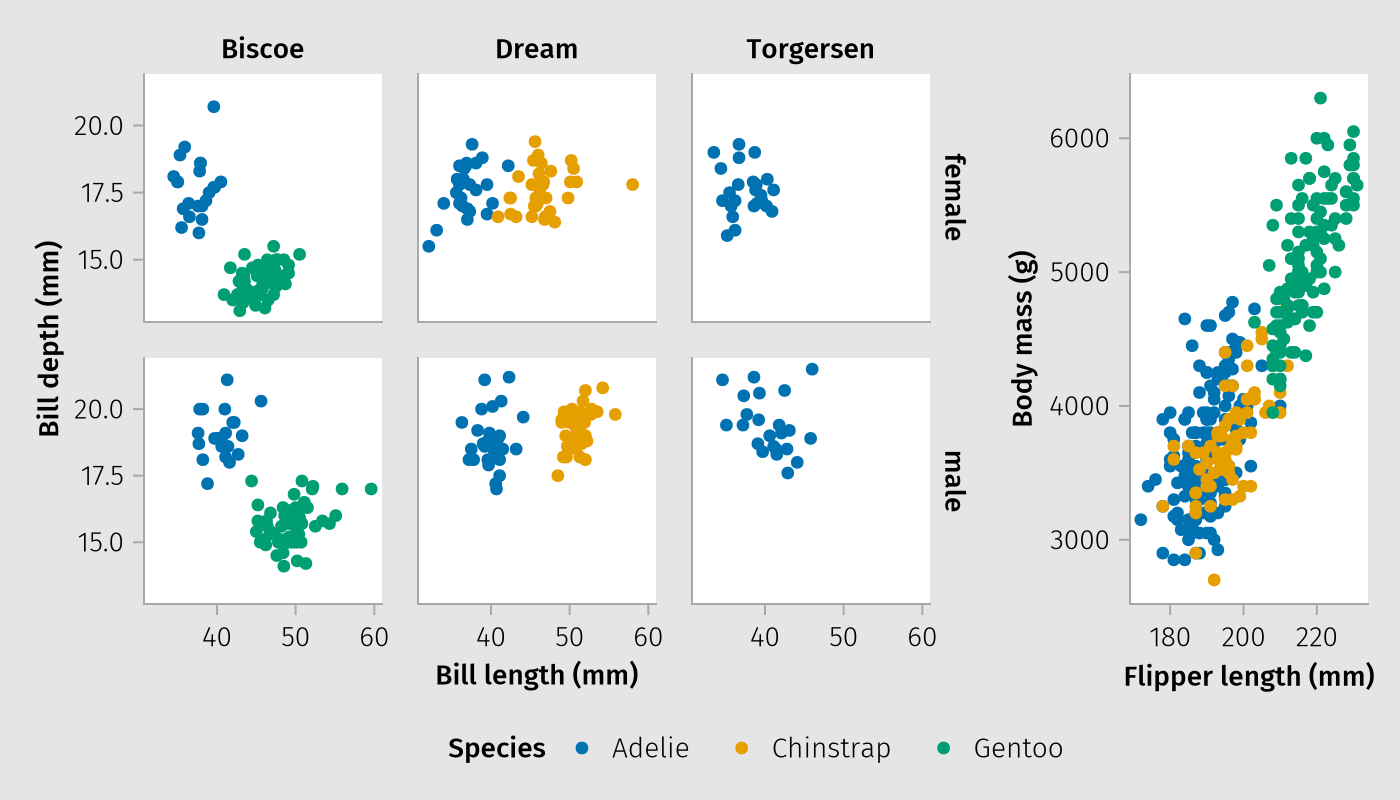 Biscoe Dream Torgersen
Bill depth (mm)
20.0
17.5
15.0
female
20.0
17.5
15.0
male
40 50 60 40 50 60 40 50 60
Bill length (mm)
Body mass (g)
6000
5000
4000
3000
180 200 220
Flipper length (mm)
Species Adelie Chinstrap Gentoo